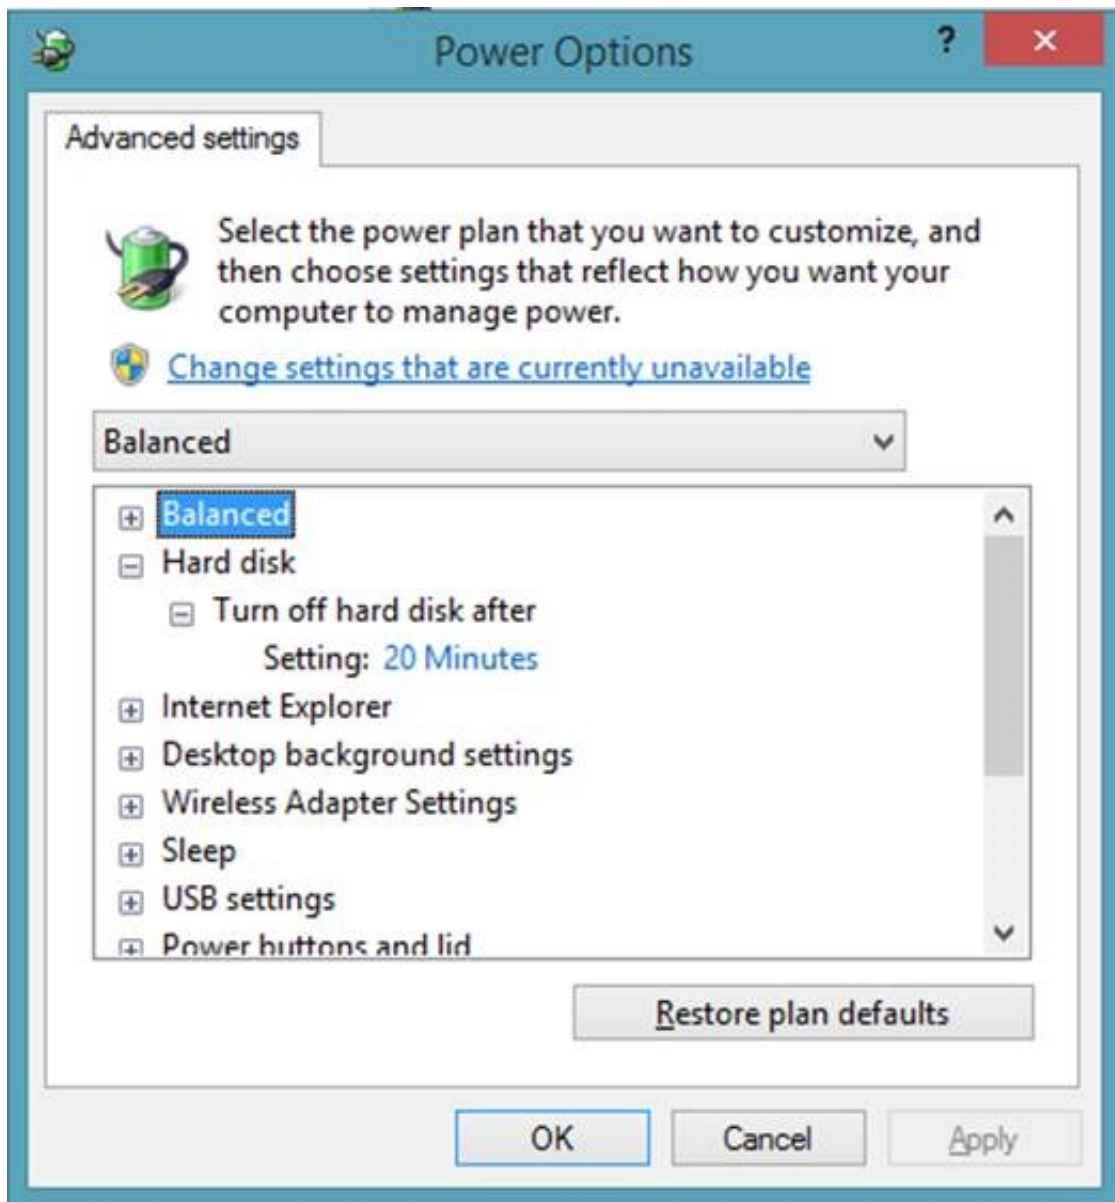 Power Options
?
Advanced settings
Select the power plan that you want to customize, and
then choose settings that reflect how you want your
computer to manage power.
Change settings that are currently unavailable
Balanced
Balanced
Hard disk
Turn off hard disk after
Setting: 20 Minutes
Internet Explorer
Desktop background settings
Wireless Adapter Settings
Sleep
USB settings
Power buttons and lid
Restore plan defaults
OK
Cancel
Apply